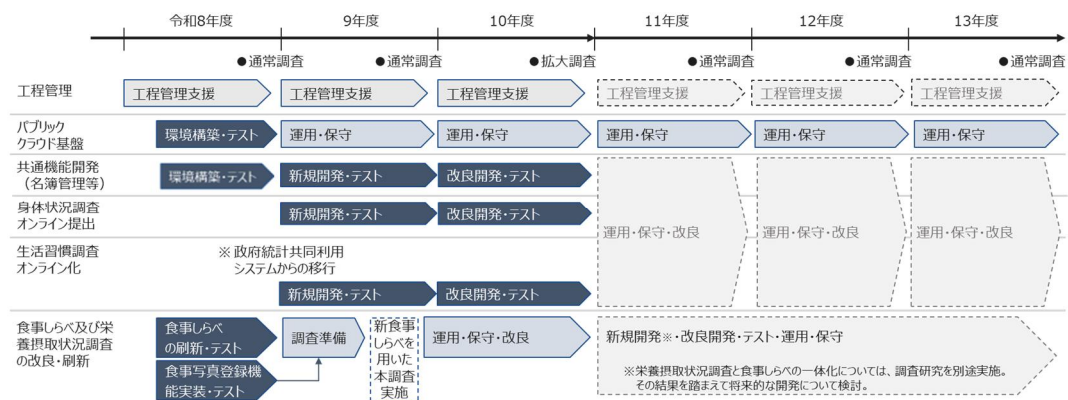 令和8年度 9年度 10年度 11年度 12年度 13年度
●通常調査 ●通常調査 ●拡大調査 ●通常調査 ●通常調査 ●通常調査
工程管理 工程管理支援 工程管理支援 工程管理支援 工程管理支援 工程管理支援 工程管理支援
パブリック
クラウド基盤
環境構築・テスト 運用・保守 運用・保守 運用・保守 運用・保守 運用・保守
共通機能開発
（名簿管理等）
環境構築・テスト 新規開発・テスト 改良開発・テスト
身体状況調査
オンライン提出
新規開発・テスト 改良開発・テスト
運用・保守・改良 運用・保守・改良 運用・保守・改良
生活習慣調査
オンライン化
※政府統計共同利用
システムからの移行
新規開発・テスト 改良開発・テスト
食事しらべ及び栄
養摂取状況調査
の改良・刷新
食事しらべ
の刷新・テスト
食事写真登録機
能実装・テスト
調査準備
新食事
しらべを
用いた
本調査
実施
運用・保守・改良
新規開発※・改良開発・テスト・運用・保守
※栄養摂取状況調査と食事しらべの一体化については、調査研究を別途実施。
その結果を踏まえて将来的な開発について検討。